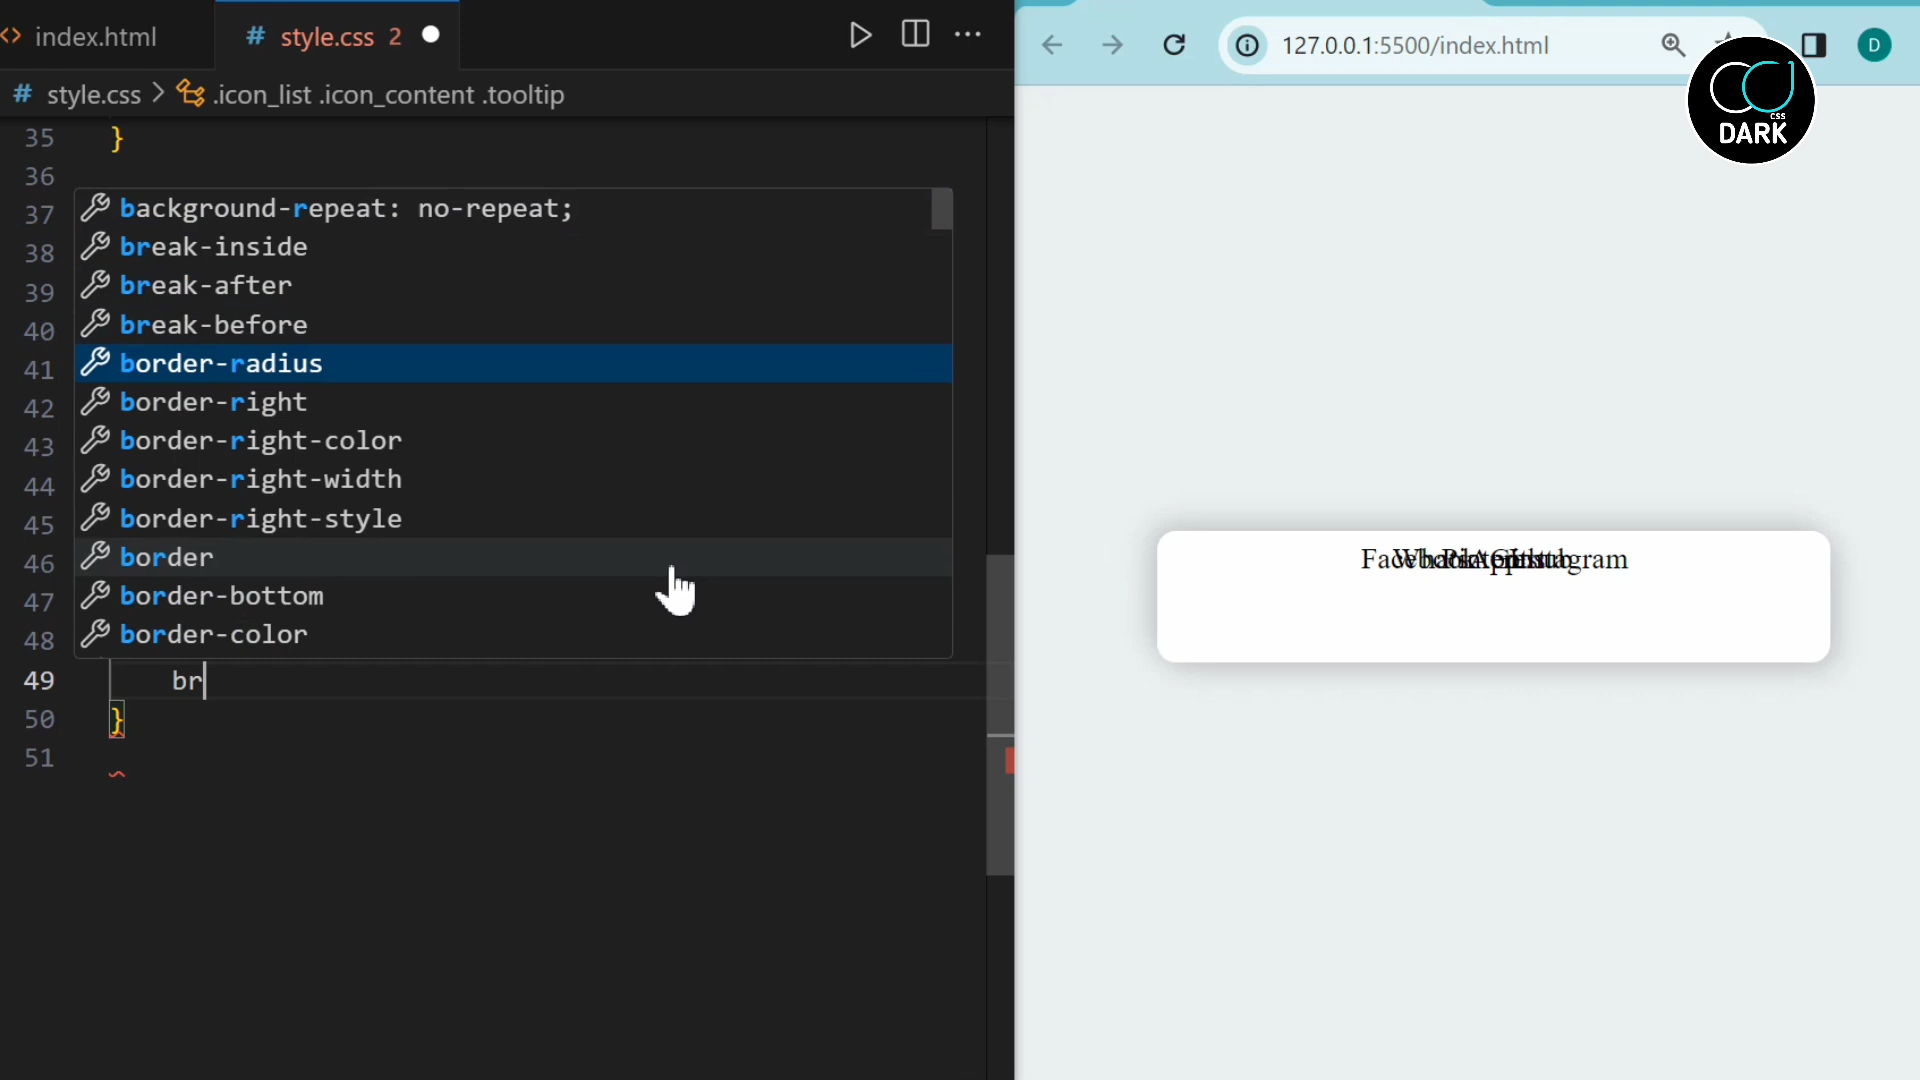 index.html
# style.css 2
# style.css > .icon_list .icon_content .tooltip
35 }
36
37
38
39
40
41
42
43
44
45
46
47
48
background-repeat: no-repeat;
break-inside
break-after
break-before
border-radius
border-right
border-right-color
border-right-width
border-right-style
border
border-bottom
border-color
49 br
50 }
51
127.0.0.1:5500/index.html
D
CSS
DARK